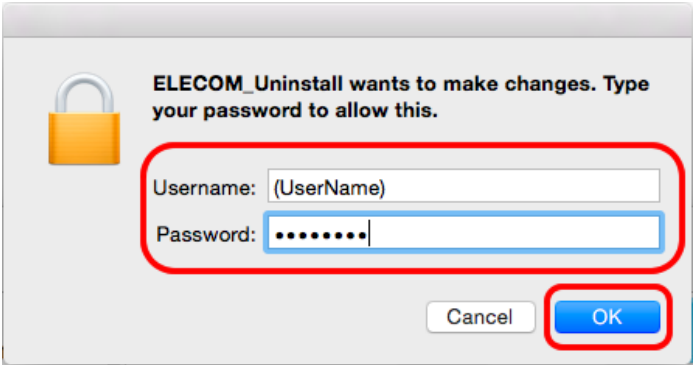 ELECOM_Uninstall wants to make changes. Type
your password to allow this.
Username: (UserName)
Password: ••••••••
Cancel OK